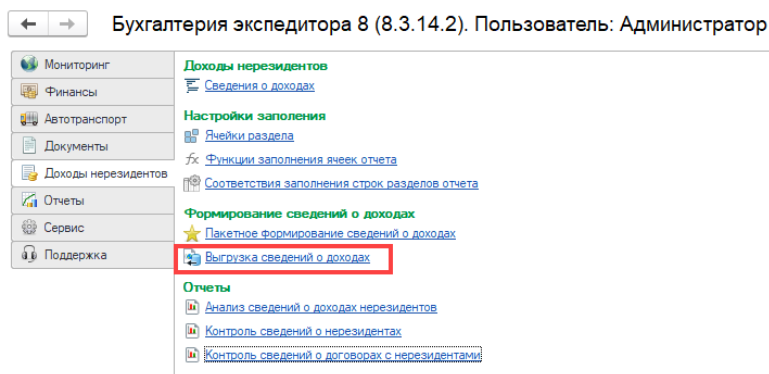 Бухгалтерия экспедитора 8 (8.3.14.2). Пользователь: Администратор
Мониторинг
Финансы
Автотранспорт
Документы
Доходы нерезидентов
Отчеты
Сервис
Поддержка
Доходы нерезидентов
Сведения о доходах
Настройки заполения
Ячейки раздела
Функции заполнения ячеек отчета
Соответствия заполнения строк разделов отчета
Формирование сведений о доходах
Пакетное формирование сведений о доходах
Выгрузка сведений о доходах
Отчеты
Анализ сведений о доходах нерезидентов
Контроль сведений о нерезидентах
Контроль сведений о договорах с нерезидентами